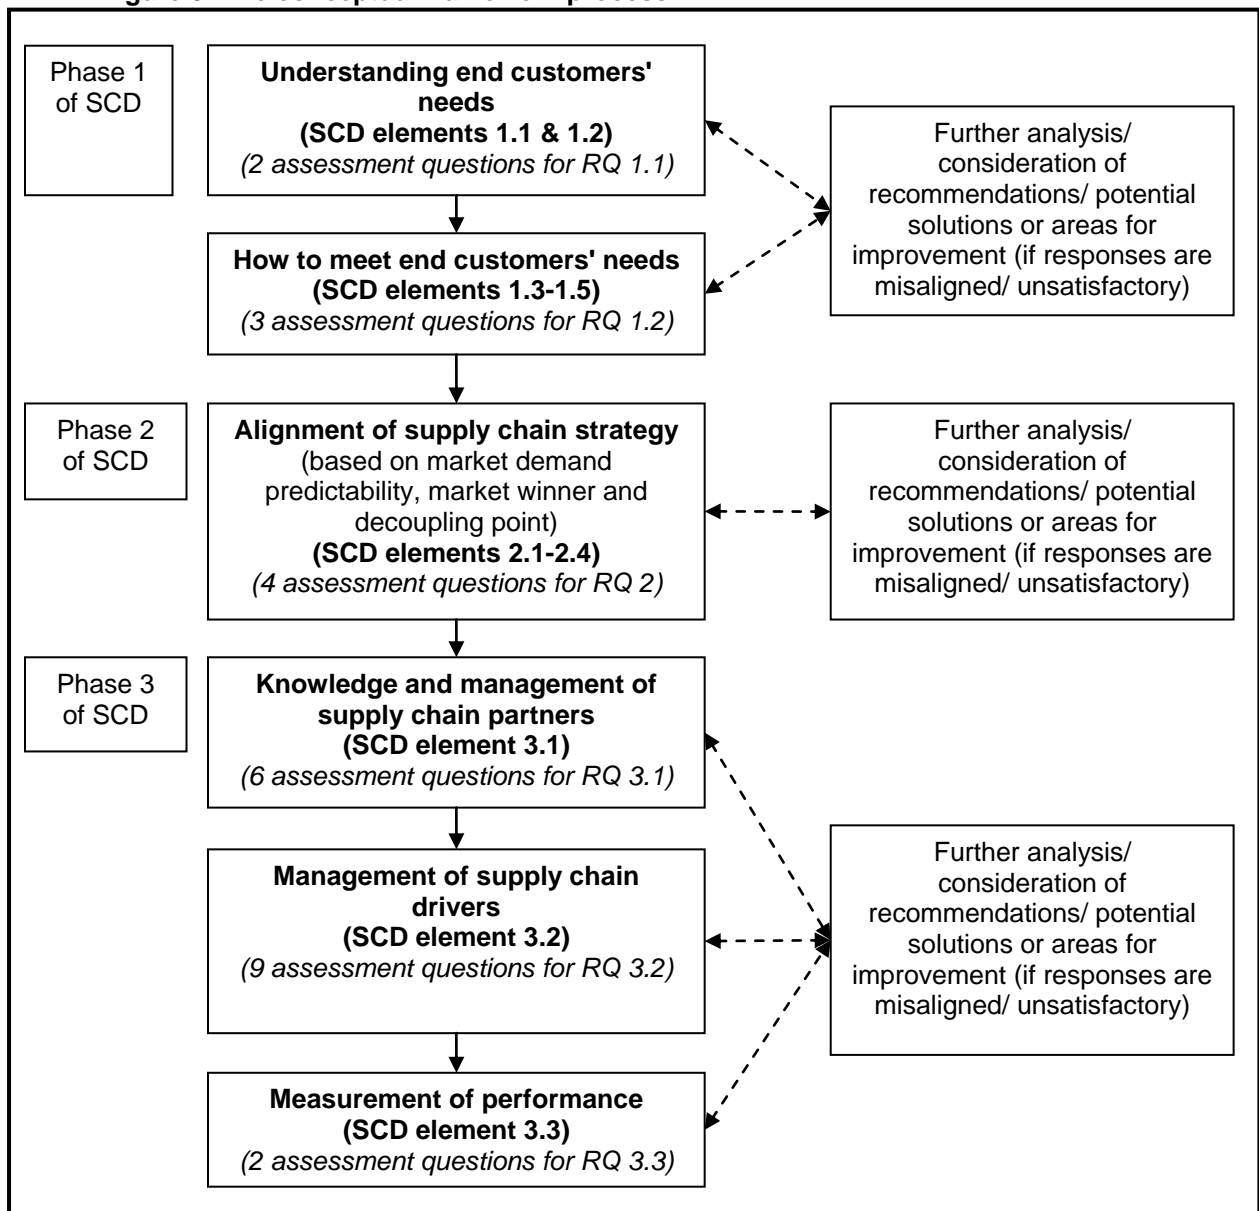 Phase 1
of SCD
Understanding end customers'
needs
(SCD elements 1.1 & 1.2)
(2 assessment questions for RQ 1.1)
Further analysis/
consideration of
recommendations/ potential
solutions or areas for
improvement (if responses are
misaligned/ unsatisfactory)
How to meet end customers' needs
(SCD elements 1.3-1.5)
(3 assessment questions for RQ 1.2)
Phase 2
of SCD
Alignment of supply chain strategy
(based on market demand
predictability, market winner and
decoupling point)
(SCD elements 2.1-2.4)
(4 assessment questions for RQ 2)
Further analysis/
consideration of
recommendations/ potential
solutions or areas for
improvement (if responses are
misaligned/ unsatisfactory)
Phase 3
of SCD
Knowledge and management of
supply chain partners
(SCD element 3.1)
(6 assessment questions for RQ 3.1)
Management of supply chain
drivers
(SCD element 3.2)
(9 assessment questions for RQ 3.2)
Further analysis/
consideration of
recommendations/ potential
solutions or areas for
improvement (if responses are
misaligned/ unsatisfactory)
Measurement of performance
(SCD element 3.3)
(2 assessment questions for RQ 3.3)